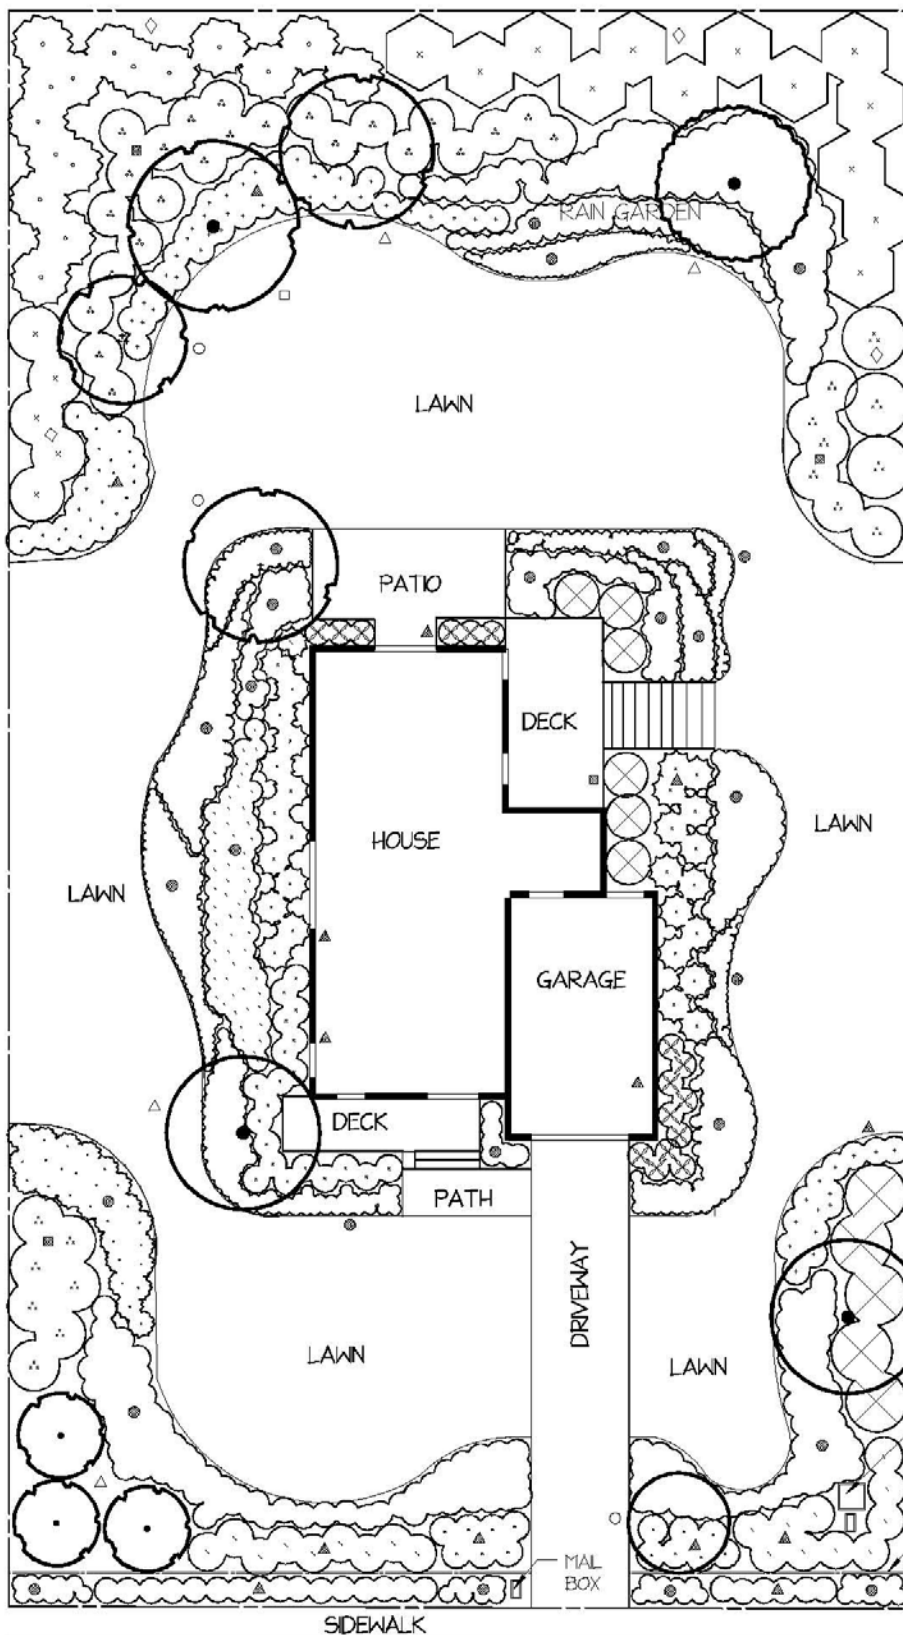 RAIN GARDEN
LAWN
PATIO
DECK
HOUSE
LAWN
LAWN
GARAGE
DECK
PATH
DRIVEWAY
LAWN
LAWN
MAIL
BOX
SIDEWALK